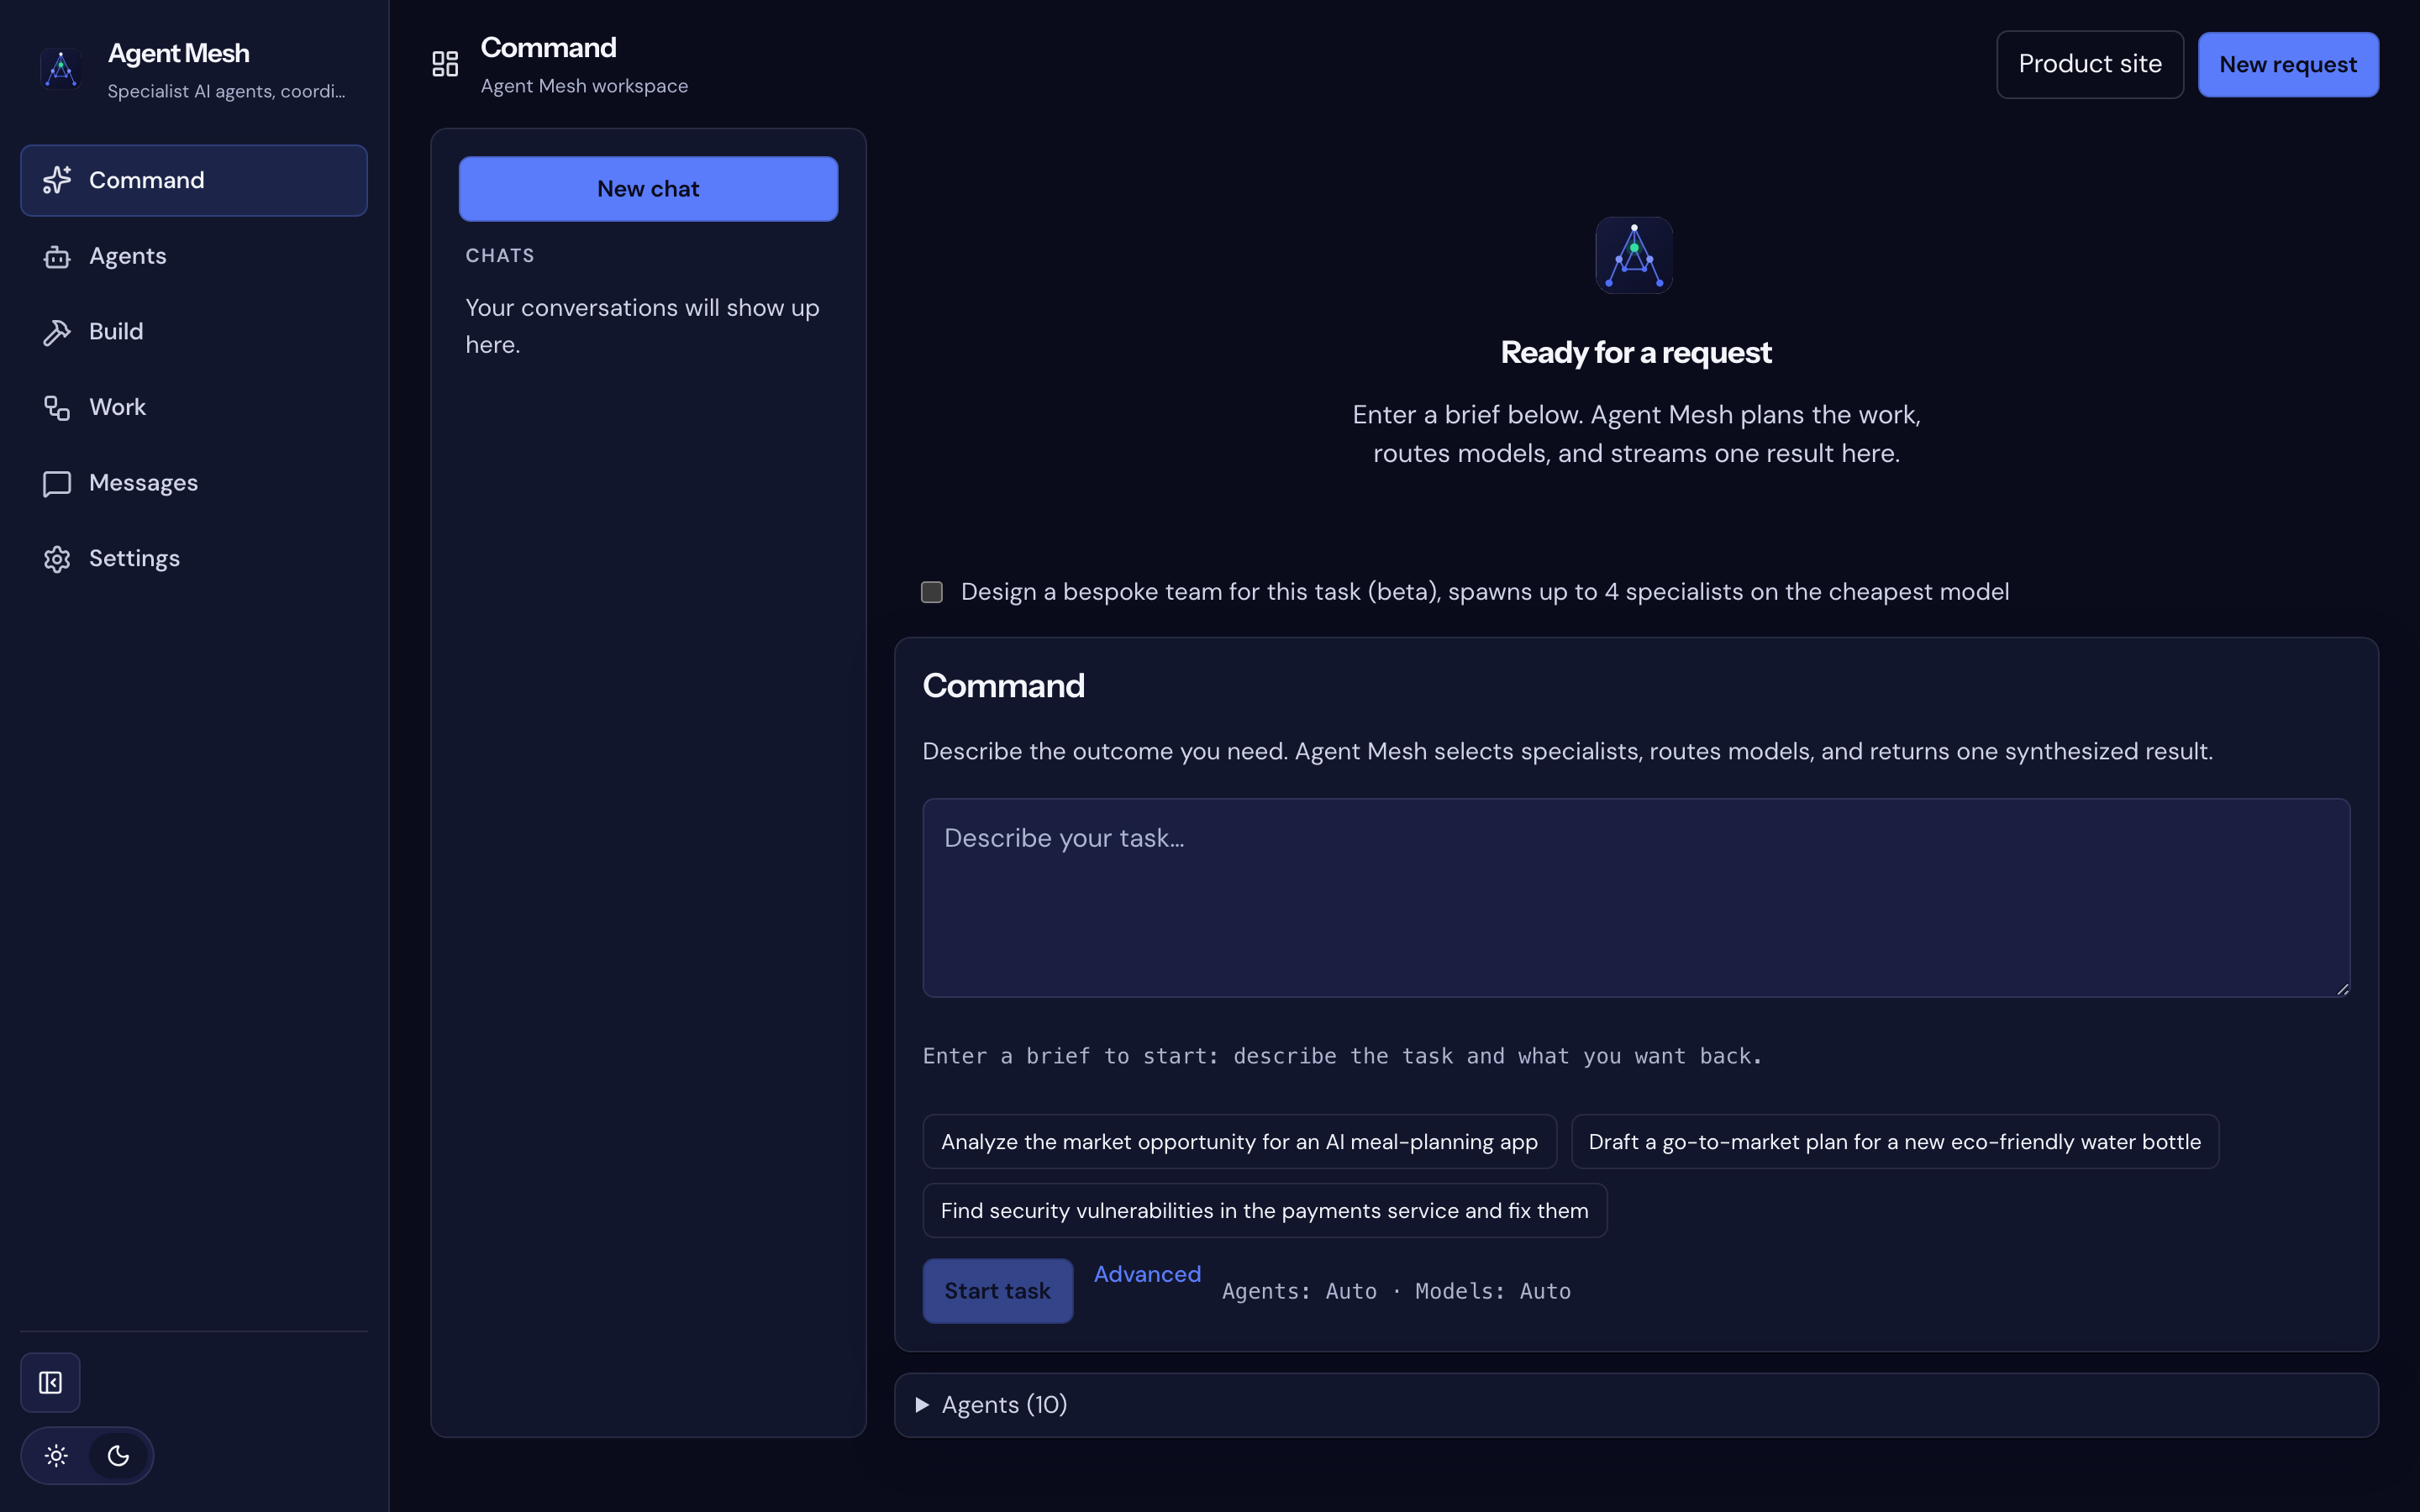 Agent Mesh
Specialist AI agents, coordi...
Command
Agents
Build
Work
Messages
Settings
Command
Agent Mesh workspace
Product site
New request
New chat
CHATS
Your conversations will show up
here.
Ready for a request
Enter a brief below. Agent Mesh plans the work,
routes models, and streams one result here.
Design a bespoke team for this task (beta), spawns up to 4 specialists on the cheapest model
Command
Describe the outcome you need. Agent Mesh selects specialists, routes models, and returns one synthesized result.
Describe your task...
Enter a brief to start: describe the task and what you want back.
Analyze the market opportunity for an AI meal-planning app
Draft a go-to-market plan for a new eco-friendly water bottle
Find security vulnerabilities in the payments service and fix them
Start task
Advanced
Agents: Auto · Models: Auto
Agents (10)